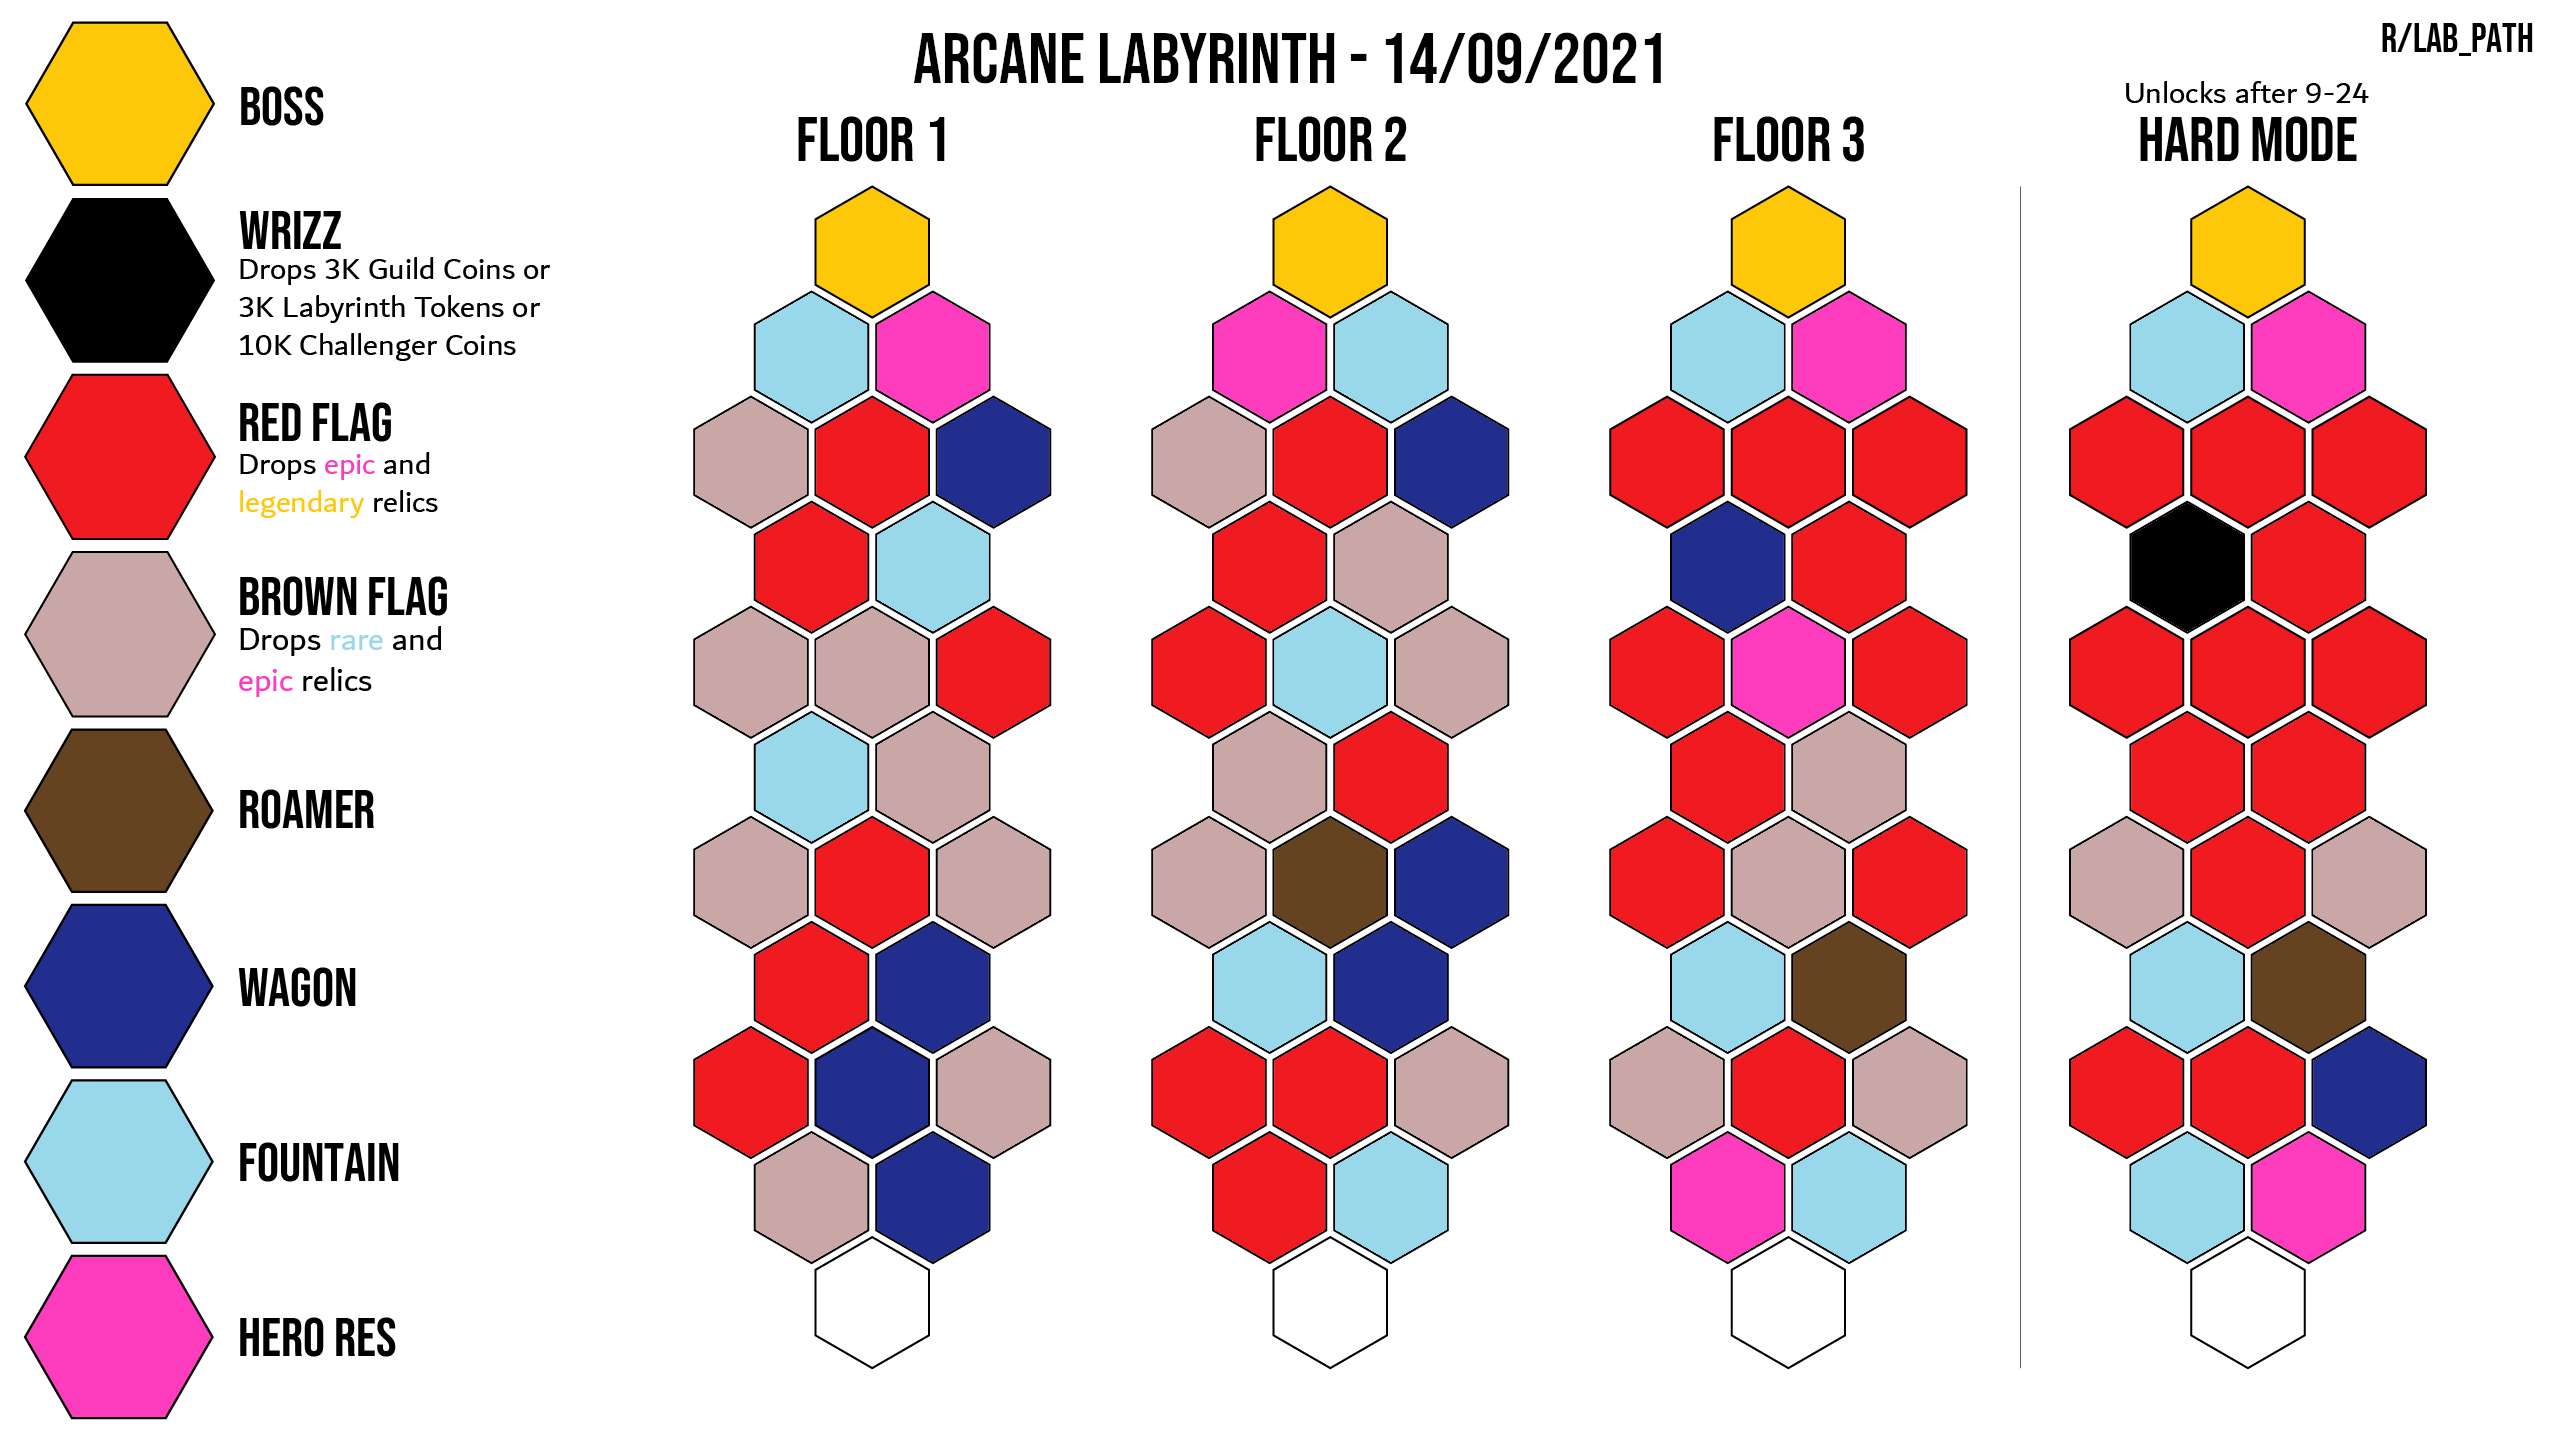 ARCANE LABYRINTH - 14/09/2021
R/LAB_PATH
BOSS
WRIZZ
Drops 3K Guild Coins or
3K Labyrinth Tokens or
10K Challenger Coins
RED FLAG
Drops epic and
legendary relics
BROWN FLAG
Drops rare and
epic relics
ROAMER
WAGON
FOUNTAIN
HERO RES
FLOOR 1
FLOOR 2
FLOOR 3
Unlocks after 9-24
HARD MODE